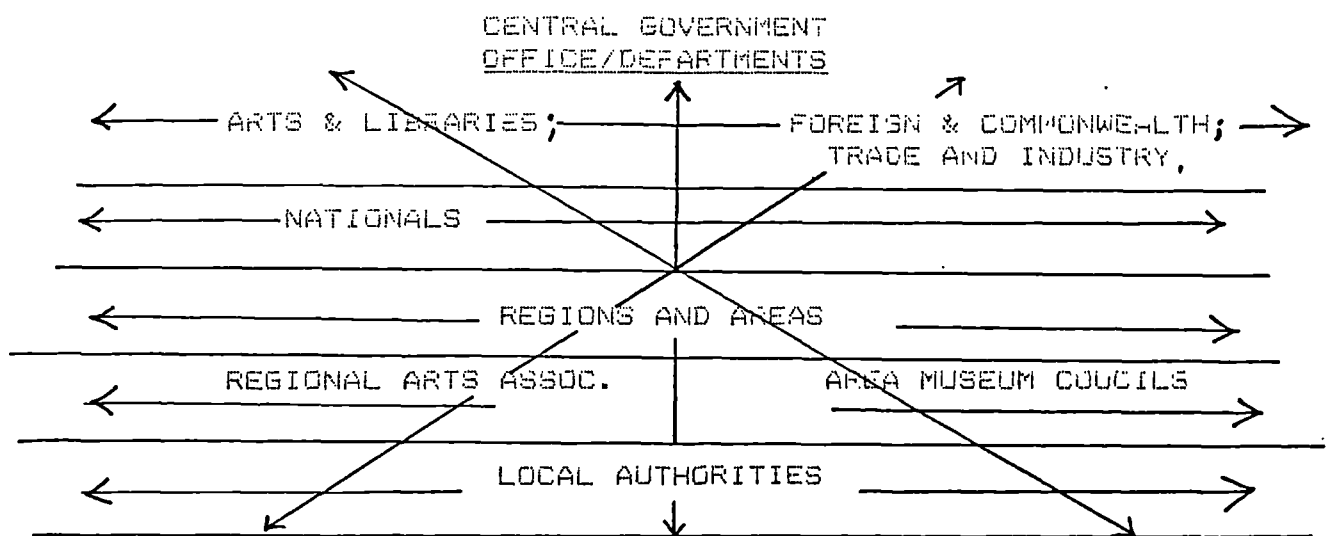 CENTRAL GOVERNMENT
OFFICE/DEPARTMENTS
ARTS & LIBRARIES; FOREIGN & COMMONWEALTH;
TRADE AND INDUSTRY.
NATIONALS
REGIONS AND AREAS
REGIONAL ARTS ASSOC. AREA MUSEUM COUCILS
LOCAL AUTHORITIES